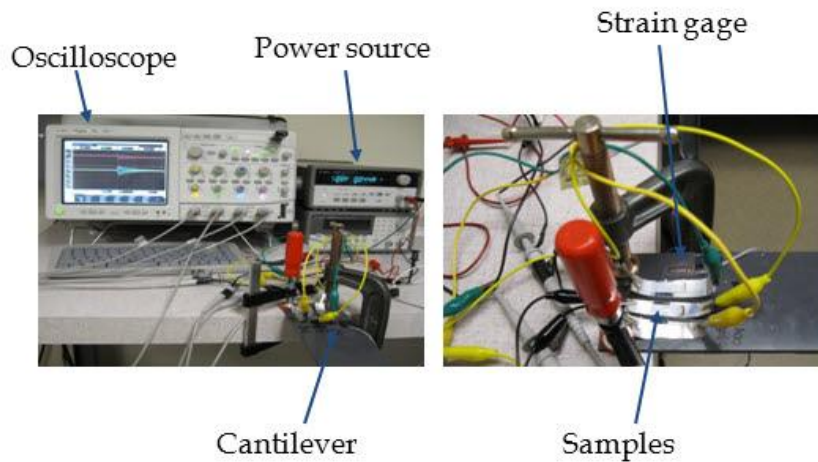 Oscilloscope
Power source
Strain gage
Cantilever
Samples